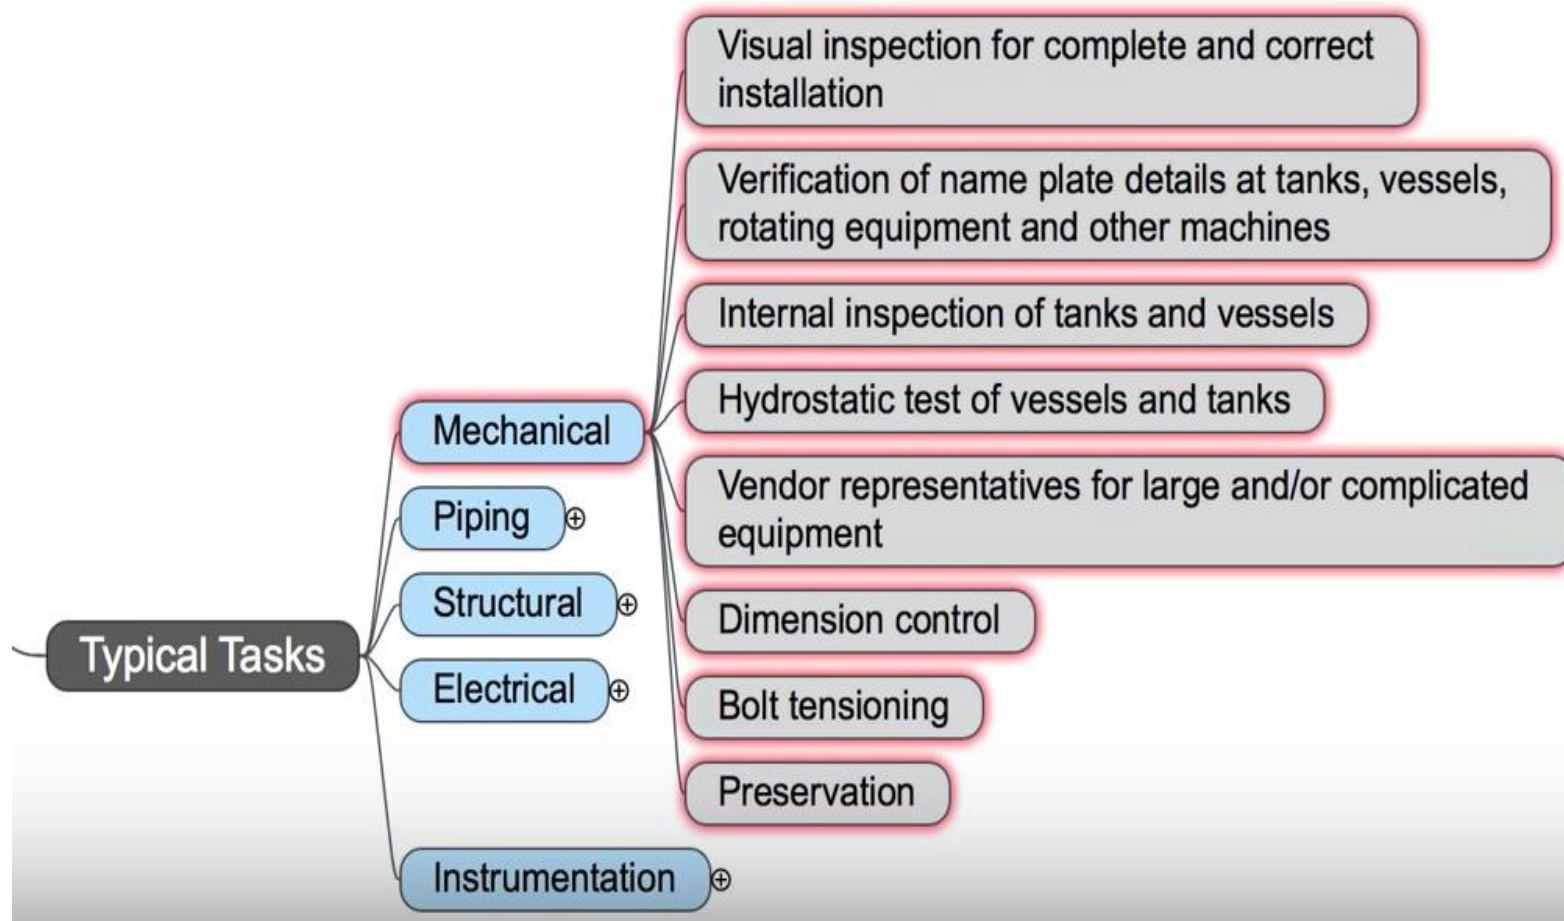 Typical Tasks
Mechanical
Visual inspection for complete and correct
installation
Verification of name plate details at tanks, vessels,
rotating equipment and other machines
Internal inspection of tanks and vessels
Hydrostatic test of vessels and tanks
Vendor representatives for large and/or complicated
equipment
Dimension control
Bolt tensioning
Preservation
Piping
Structural
Electrical
Instrumentation